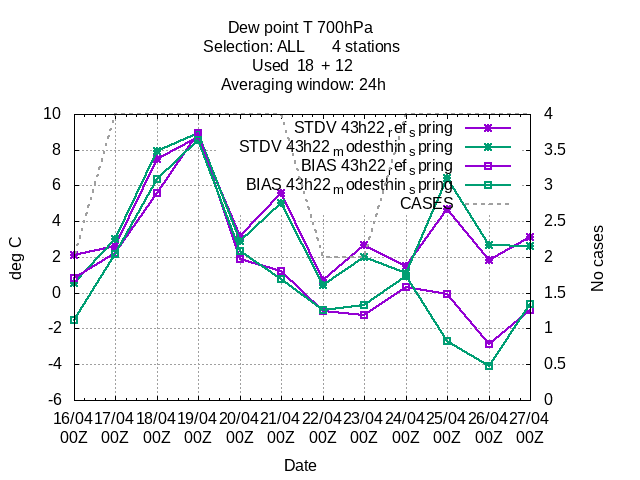 Dew point T 700hPa
Selection: ALL 4 stations
Used 18 + 12
Averaging window: 24h
STDV 43h22refspring
STDV 43h22modesthinspring
BIAS 43h22refspring
BIAS 43h22modesthinspring
CASES
deg C
No cases
10
8
6
4
2
0
-2
-4
-6
4
3.5
3
2.5
2
1.5
1
0.5
0
16/04 17/04 18/04 19/04 20/04 21/04 22/04 23/04 24/04 25/04 26/04 27/04
00Z 00Z 00Z 00Z 00Z 00Z 00Z 00Z 00Z 00Z 00Z 00Z
Date